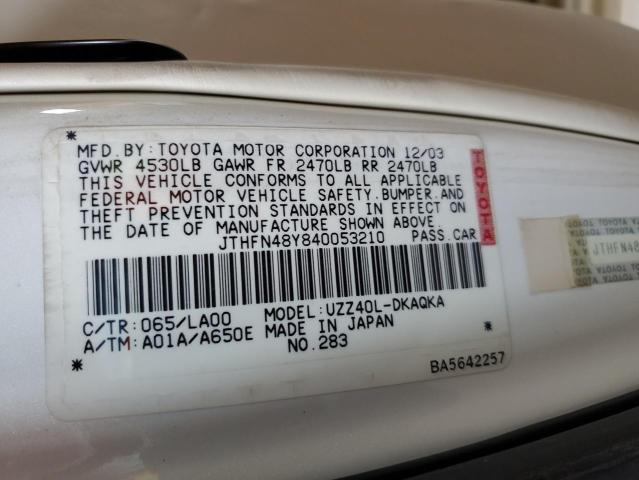 MFD.BY:TOYOTA MOTOR CORPORATION 12/03
GVWR 4530LB GAWR FR 2470LB RR 2470LB
THIS VEHICLE CONFORMS TO ALL APPLICABLE
FEDERAL MOTOR VEHICLE SAFETY.BUMPER.AND
THEFT PREVENTION STANDARDS IN EFFECT ON
THE DATE OF MANUFACTURE SHOWN ABOVE.
JTHFN48Y840053210 PASS.CAR
TOYOTA
C/TR:065/LA00 MODEL:UZZ40L-DKAQKA
A/TM:A01A/A650E MADE IN JAPAN
NO.283
BA5642257
JTHFN48